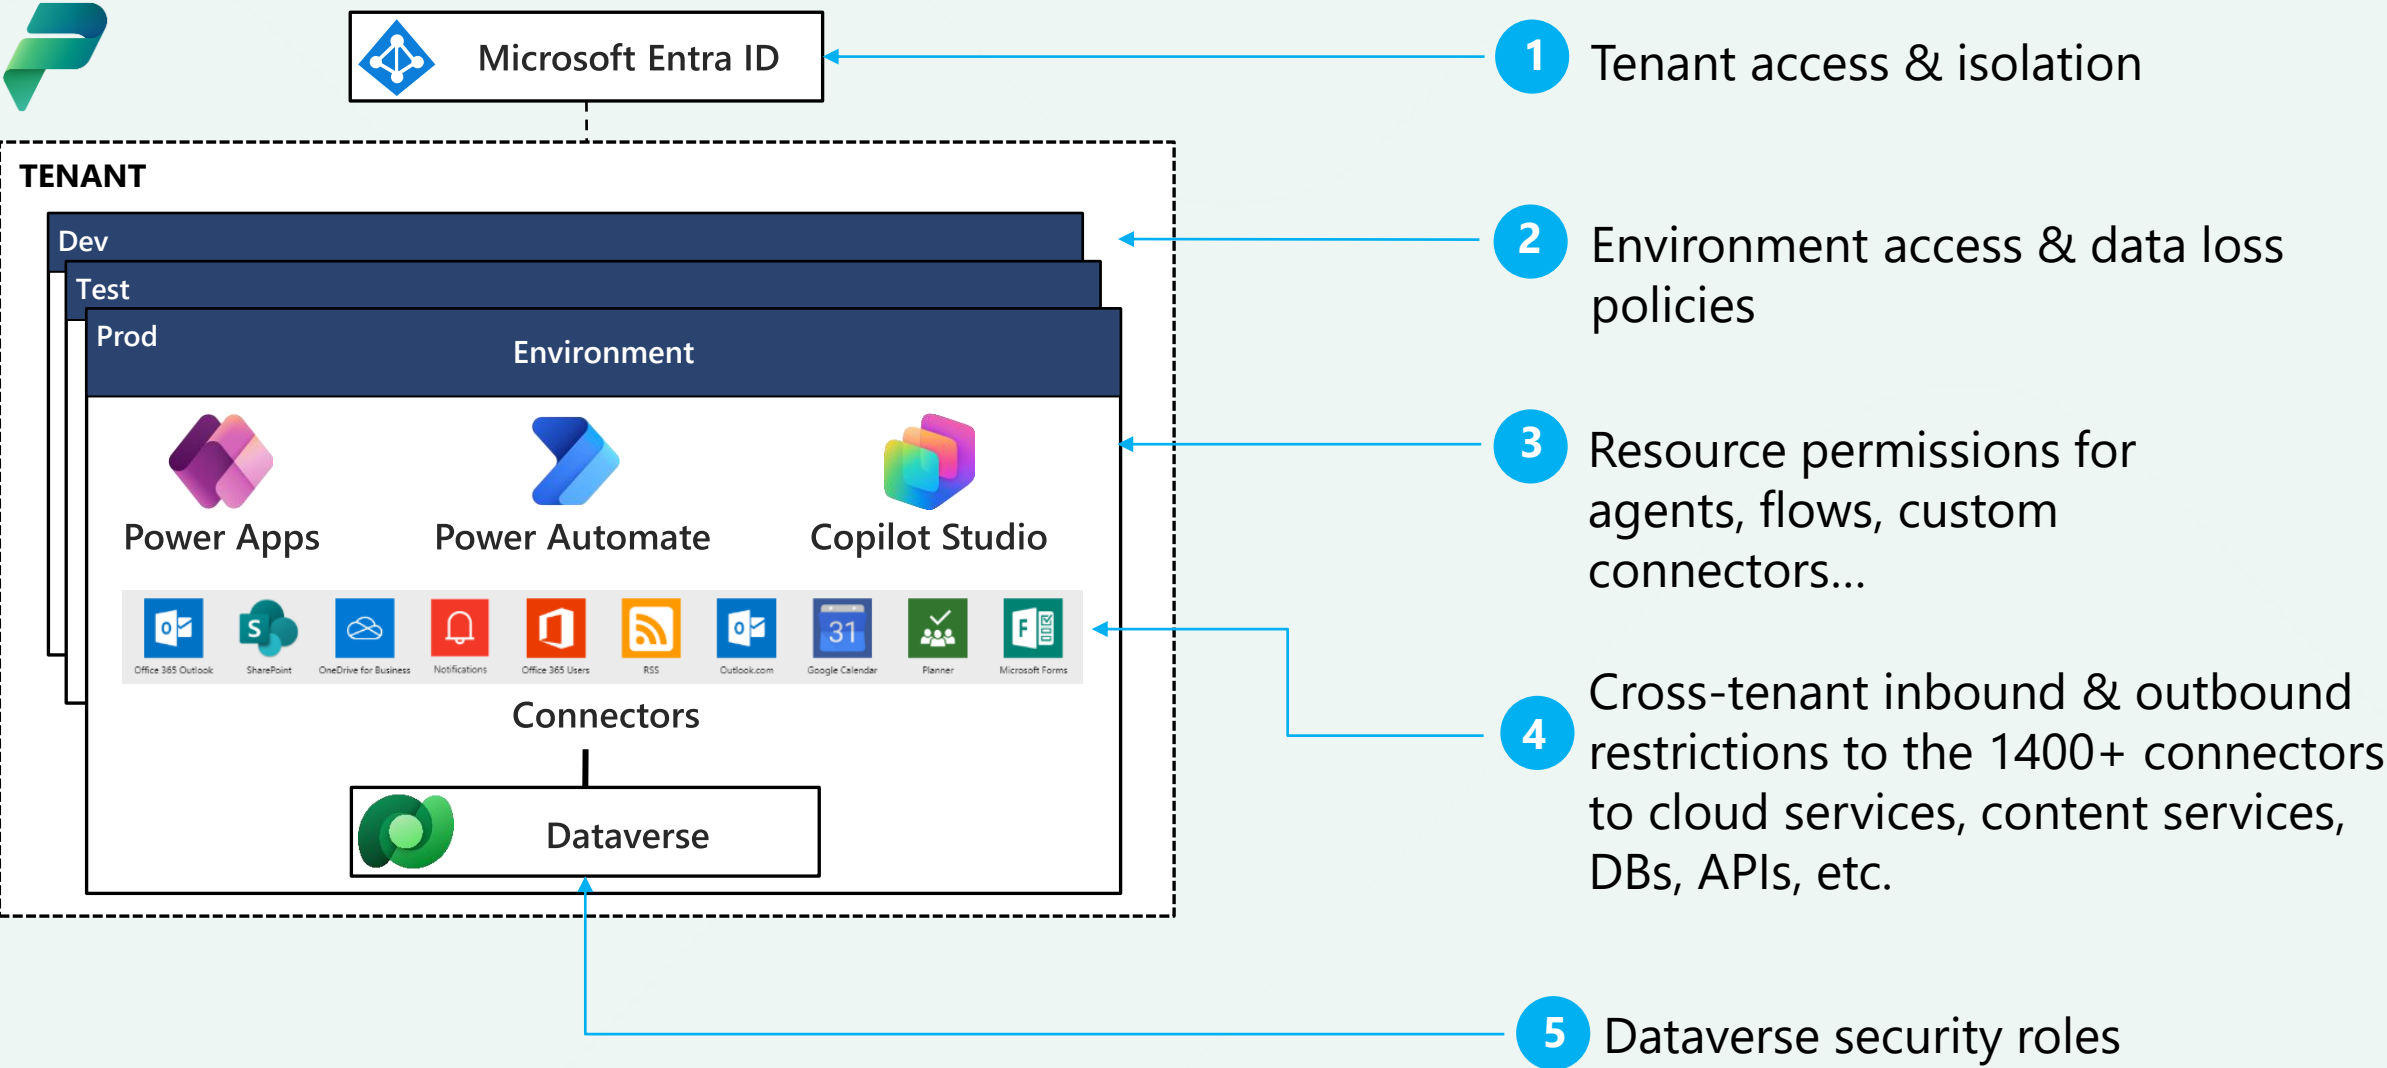 Microsoft Entra ID
1
Tenant access & isolation
TENANT
Dev
Test
Prod
Environment
2
Environment access & data loss
policies
Power Apps
Power Automate
Copilot Studio
3
Resource permissions for
agents, flows, custom
connectors...
31
Office 365 Outlook
SharePoint
OneDrive for Business
Notifications
Office 365 Users
RSS
Outlook.com
Google Calendar
Planner
Microsoft Forms
Connectors
4
Cross-tenant inbound & outbound
restrictions to the 1400+ connectors
to cloud services, content services,
DBs, APIs, etc.
Dataverse
5
Dataverse security roles